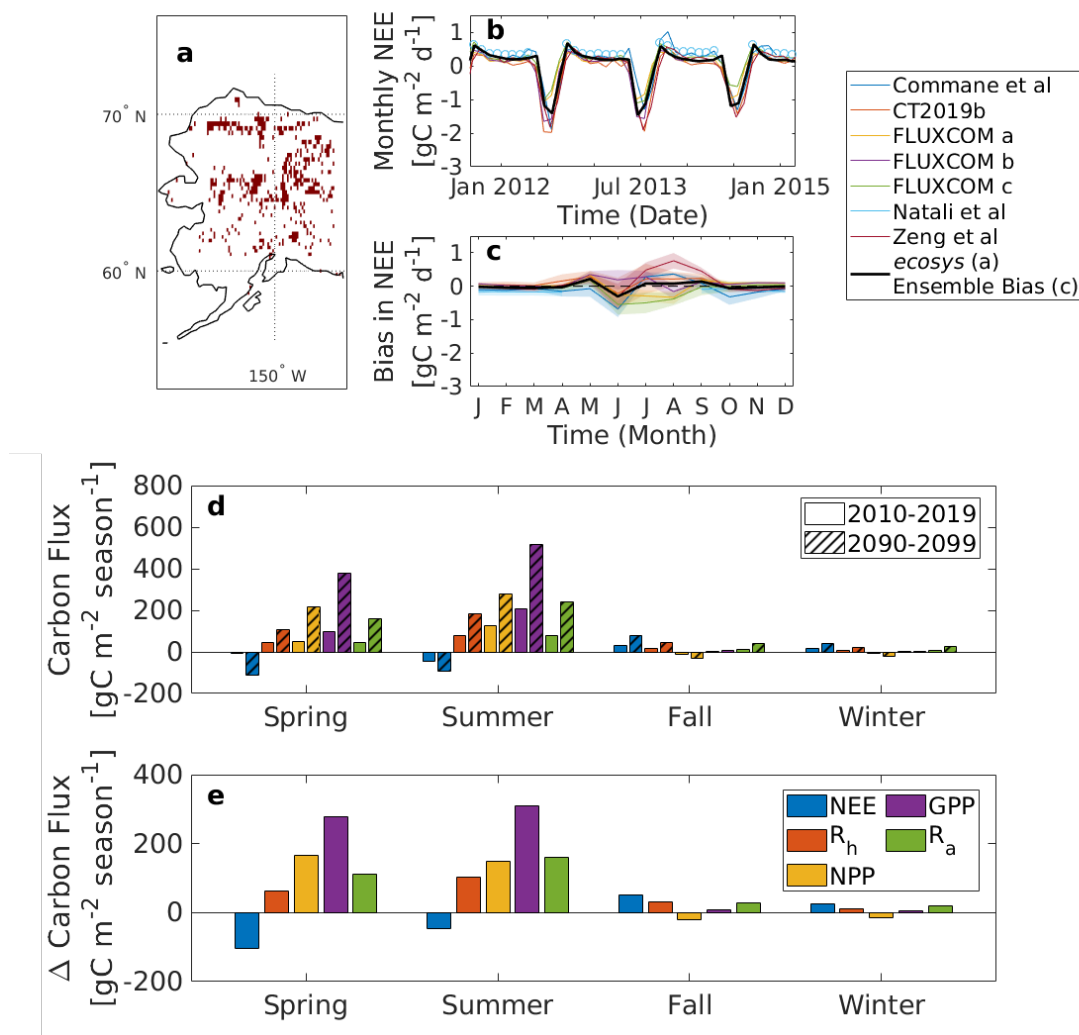 a
70° N
60° N
150° W
b
Monthly NEE
[gC m-2 d-1]
1
0
-1
-2
-3
Jan 2012 Jul 2013 Jan 2015
Time (Date)
c
Bias in NEE
[gC m-2 d-1]
1
0
-1
-2
-3
J F M A M J J A S O N D
Time (Month)
Commane et al
CT2019b
FLUXCOM a
FLUXCOM b
FLUXCOM c
Natali et al
Zeng et al
ecosys (a)
Ensemble Bias (c)
d
Carbon Flux
[gC m-2 season-1]
800
600
400
200
0
-200
2010-2019
2090-2099
Spring Summer Fall Winter
e
Δ Carbon Flux
[gC m-2 season-1]
400
200
0
-200
NEE GPP
Rh Ra
NPP
Spring Summer Fall Winter